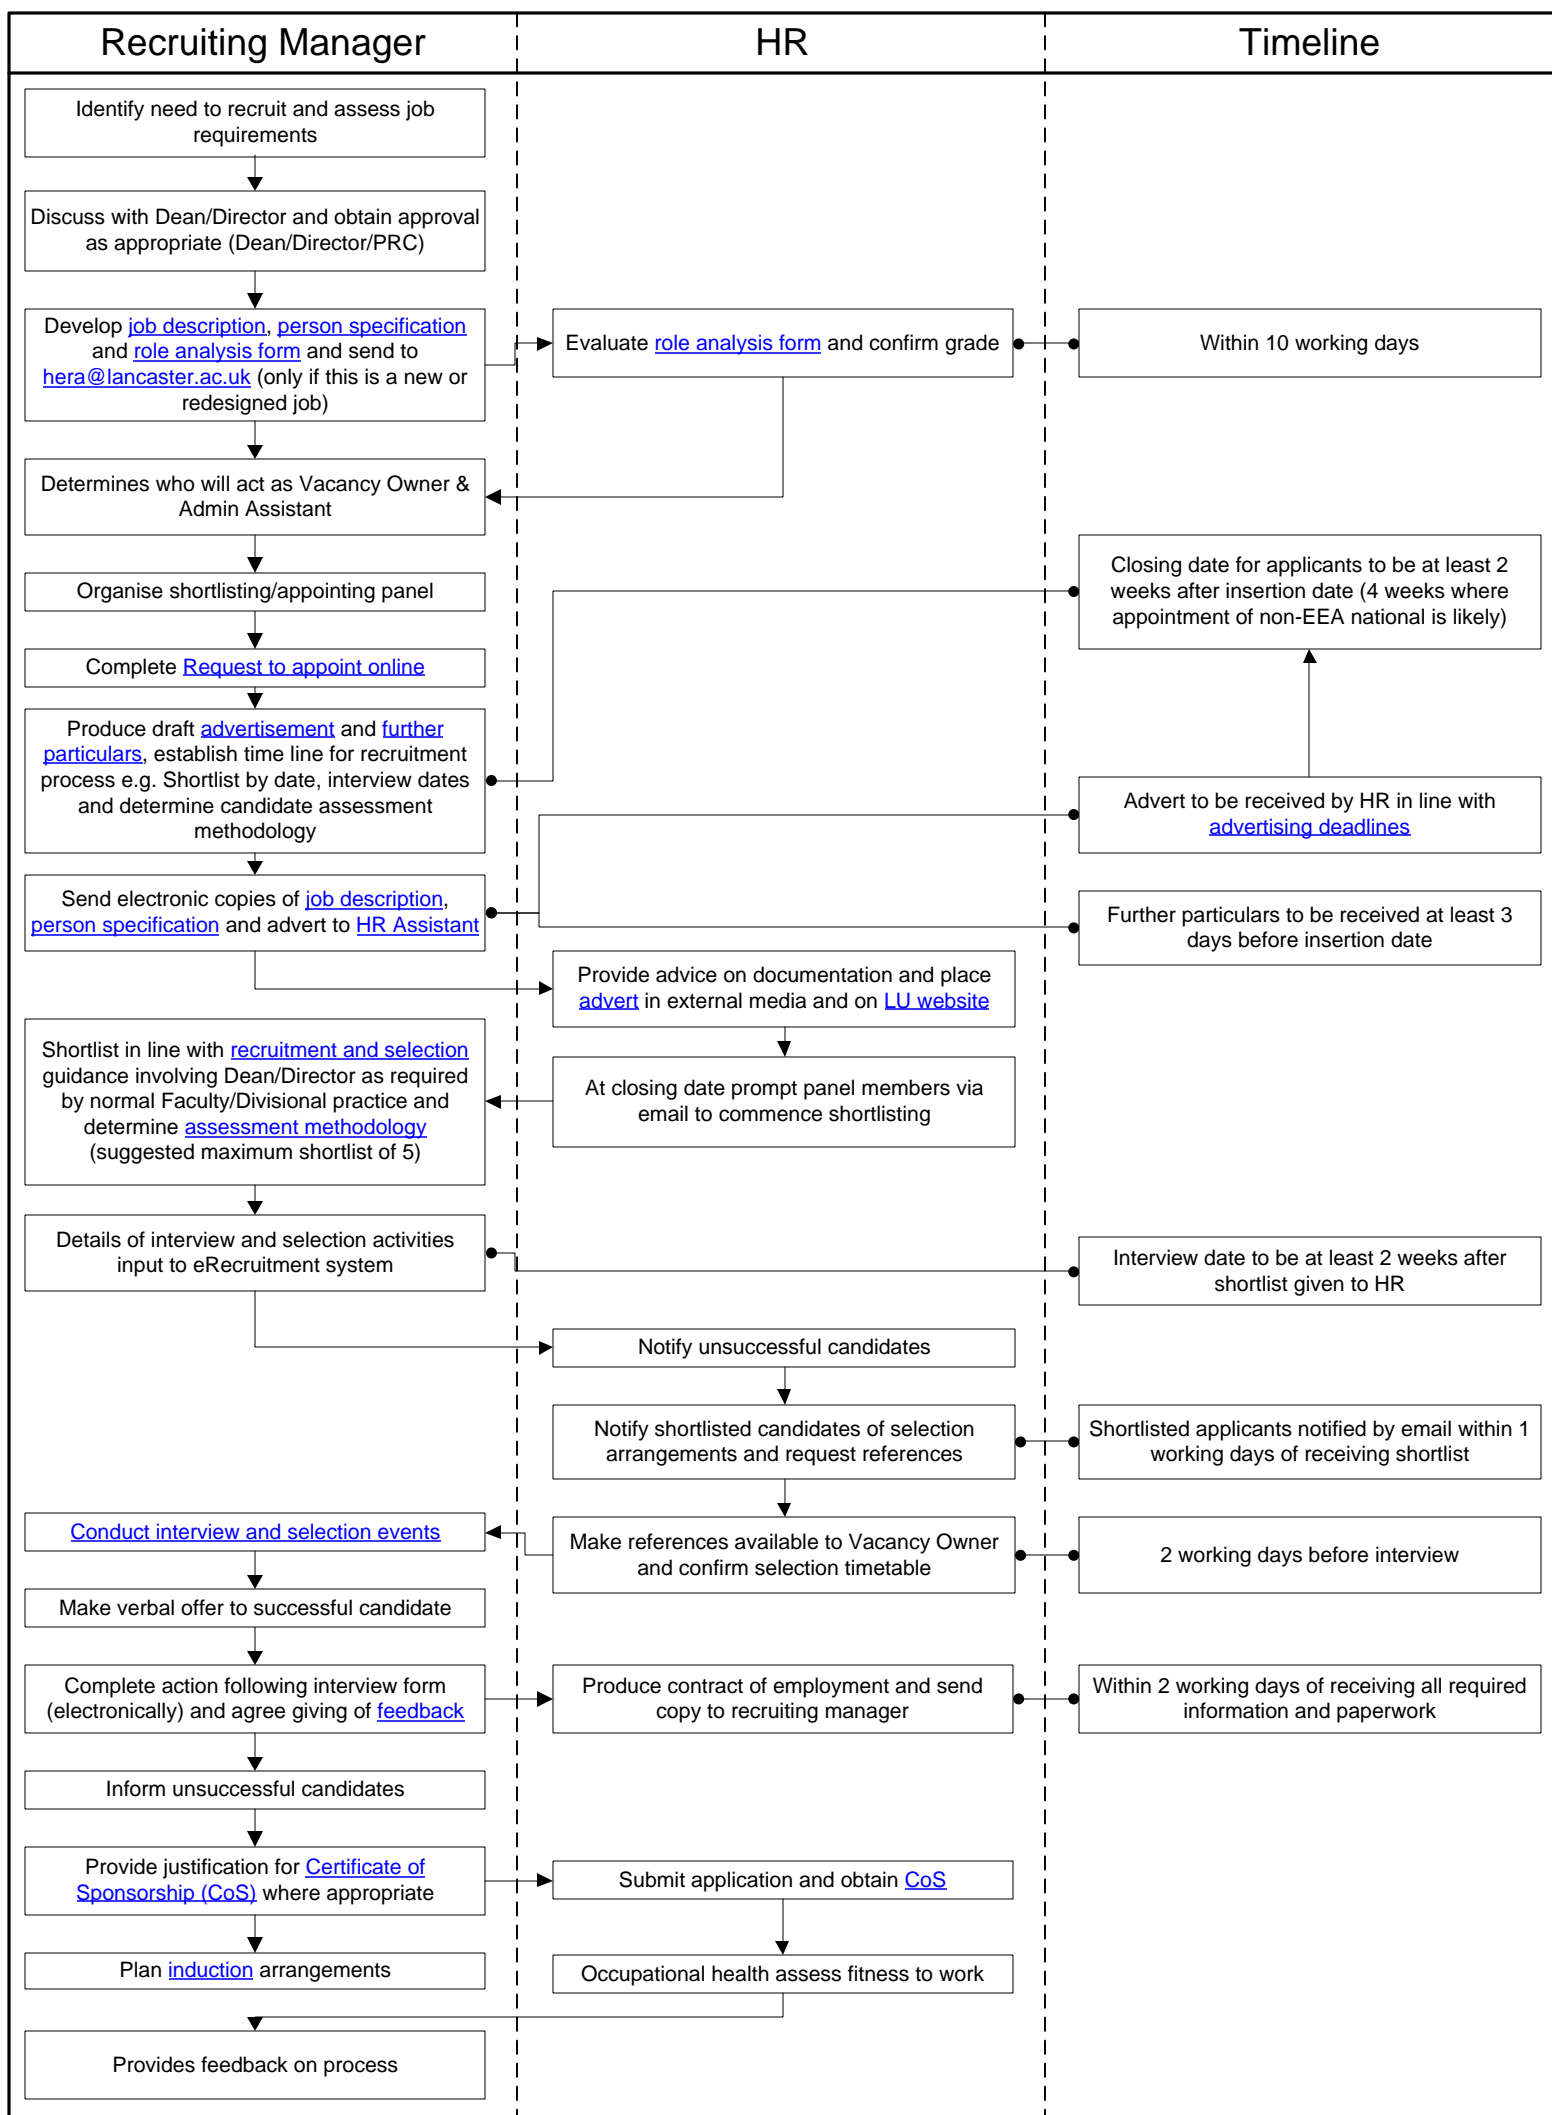 Recruiting Manager
HR
Timeline
Identify need to recruit and assess job
requirements
Discuss with Dean/Director and obtain approval
as appropriate (Dean/Director/PRC)
Develop job description, person specification
and role analysis form and send to
hera@lancaster.ac.uk (only if this is a new or
redesigned job)
Evaluate role analysis form and confirm grade
Within 10 working days
Determines who will act as Vacancy Owner &
Admin Assistant
Organise shortlisting/appointing panel
Closing date for applicants to be at least 2
weeks after insertion date (4 weeks where
appointment of non-EEA national is likely)
Complete Request to appoint online
Produce draft advertisement and further
particulars, establish time line for recruitment
process e.g. Shortlist by date, interview dates
and determine candidate assessment
methodology
Advert to be received by HR in line with
advertising deadlines
Send electronic copies of job description,
person specification and advert to HR Assistant
Further particulars to be received at least 3
days before insertion date
Provide advice on documentation and place
advert in external media and on LU website
Shortlist in line with recruitment and selection
guidance involving Dean/Director as required
by normal Faculty/Divisional practice and
determine assessment methodology
(suggested maximum shortlist of 5)
At closing date prompt panel members via
email to commence shortlisting
Details of interview and selection activities
input to eRecruitment system
Interview date to be at least 2 weeks after
shortlist given to HR
Notify unsuccessful candidates
Notify shortlisted candidates of selection
arrangements and request references
Shortlisted applicants notified by email within 1
working days of receiving shortlist
Conduct interview and selection events
Make references available to Vacancy Owner
and confirm selection timetable
2 working days before interview
Make verbal offer to successful candidate
Complete action following interview form
(electronically) and agree giving of feedback
Produce contract of employment and send
copy to recruiting manager
Within 2 working days of receiving all required
information and paperwork
Inform unsuccessful candidates
Provide justification for Certificate of
Sponsorship (CoS) where appropriate
Submit application and obtain CoS
Plan induction arrangements
Occupational health assess fitness to work
Provides feedback on process